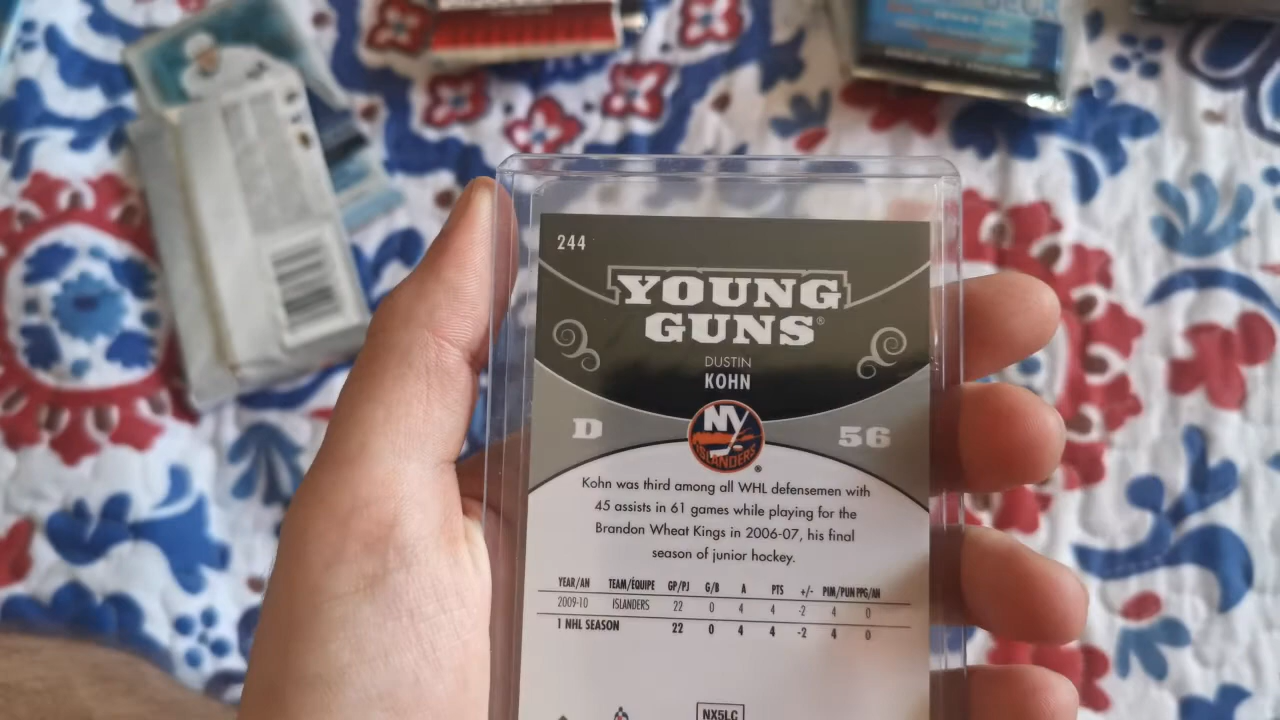 DECK
244
YOUNG
GUNS®
DUSTIN
KOHN
D
56
NY
ISLANDERS
®
Kohn was third among all WHL defensemen with
45 assists in 61 games while playing for the
Brandon Wheat Kings in 2006-07, his final
season of junior hockey.
YEAR/AN TEAM/ÉQUIPE GP/PJ G/B A PTS +/- PIM/PUN PPG/AN
2009-10 ISLANDERS 22 0 4 4 -2 4 0
1 NHL SEASON 22 0 4 4 -2 4 0
NX5LC